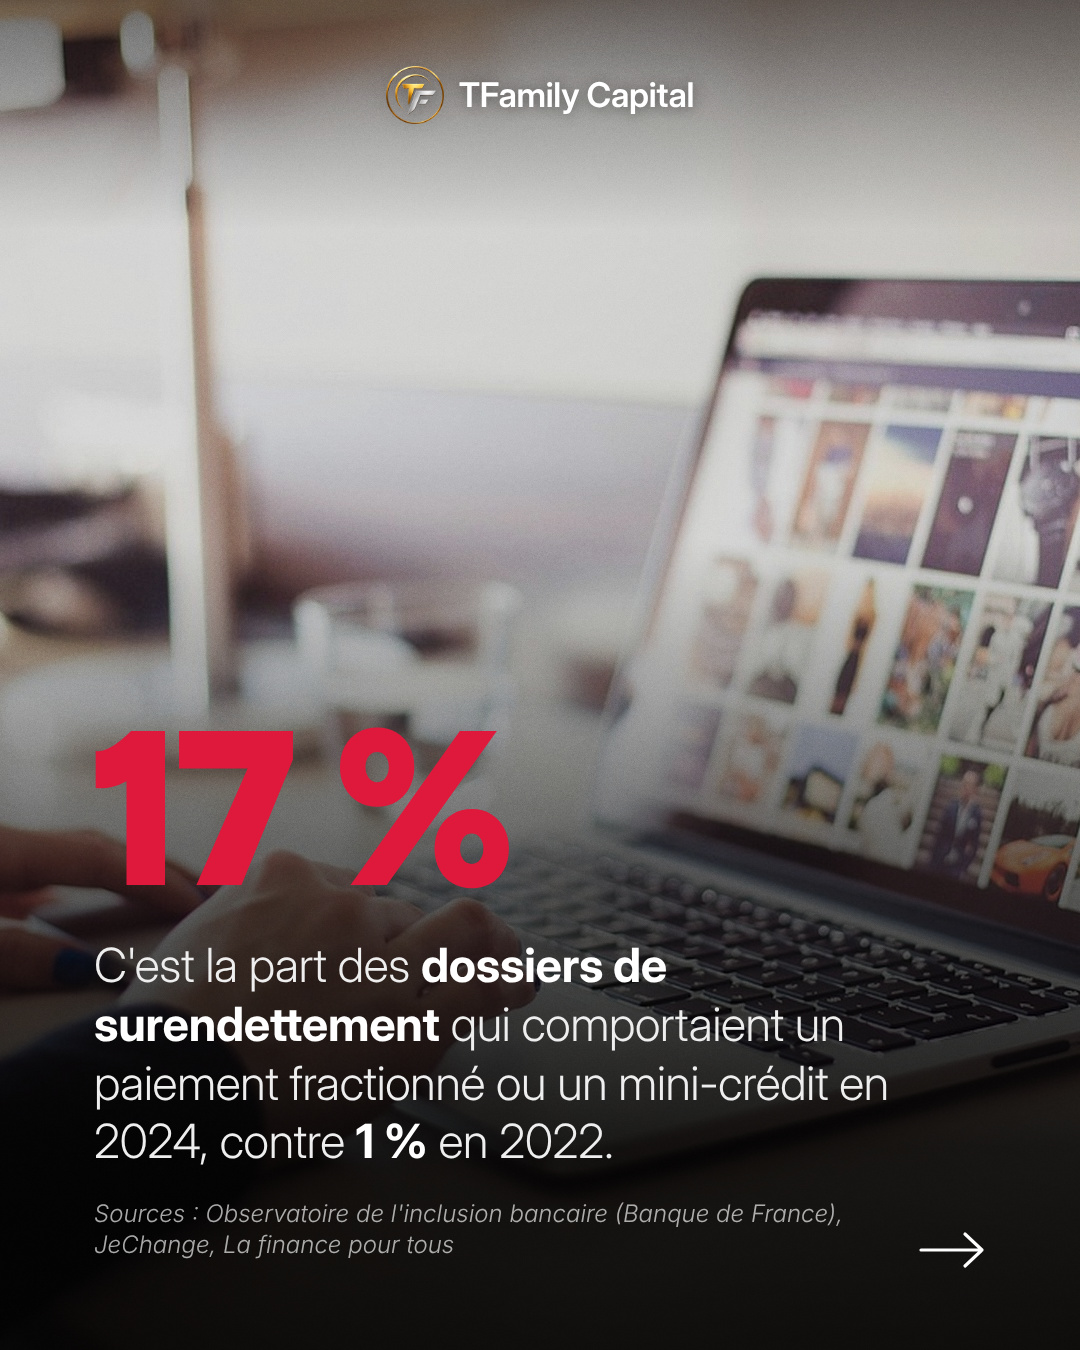 TFamily Capital
17 %
C'est la part des dossiers de
surendettement qui comportaient un
paiement fractionné ou un mini-crédit en
2024, contre 1 % en 2022.
Sources : Observatoire de l'inclusion bancaire (Banque de France),
JeChange, La finance pour tous